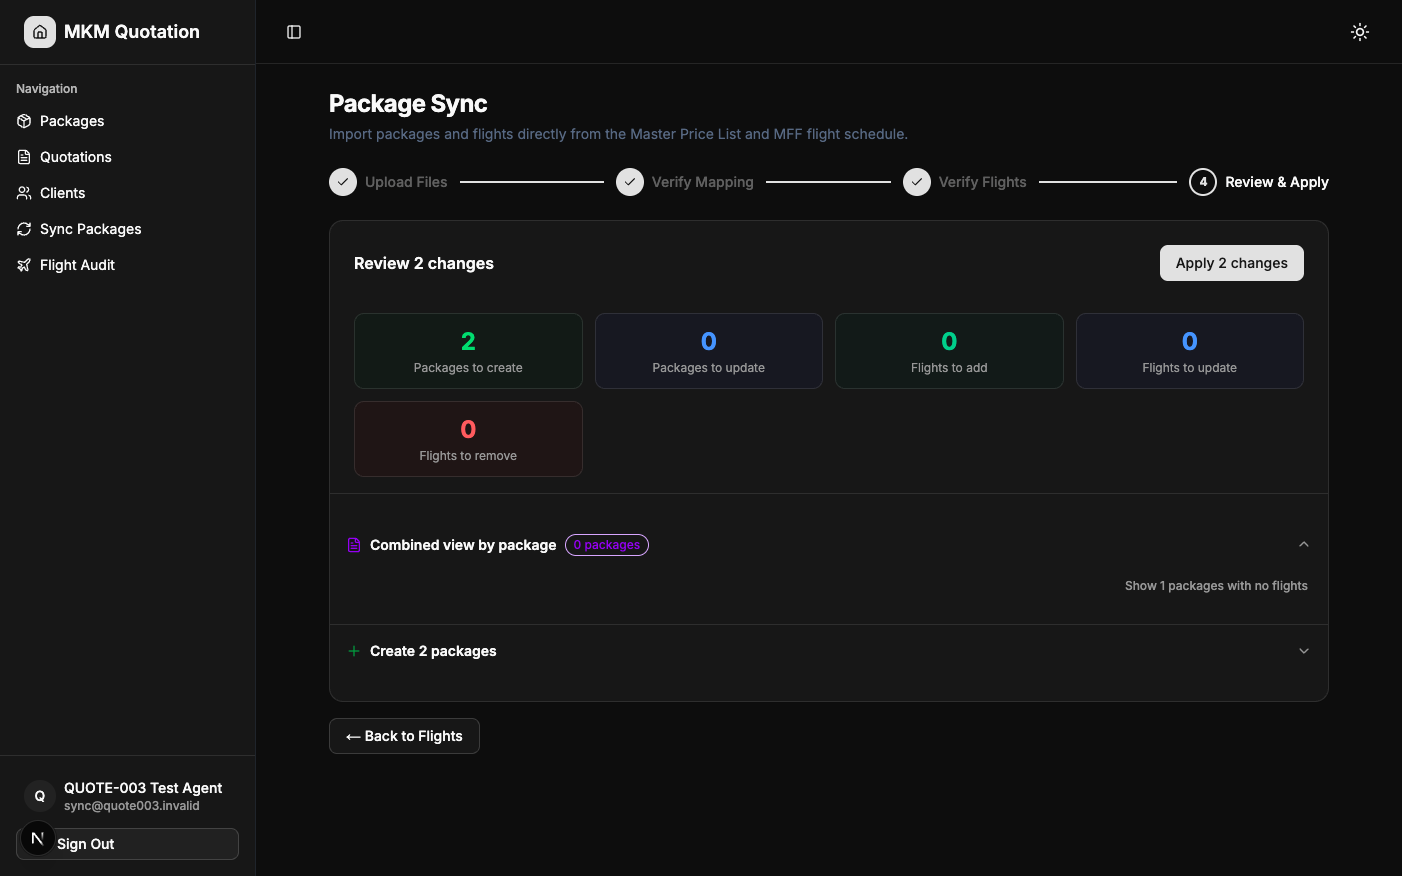 MKM Quotation
Navigation
Packages
Quotations
Clients
Sync Packages
Flight Audit
QUOTE-003 Test Agent
Q
sync@quote003.invalid
N
Sign Out
Package Sync
Import packages and flights directly from the Master Price List and MFF flight schedule.
Upload Files
Verify Mapping
Verify Flights
4 Review & Apply
Review 2 changes
Apply 2 changes
2
Packages to create
0
Packages to update
0
Flights to add
0
Flights to update
0
Flights to remove
Combined view by package 0 packages
Show 1 packages with no flights
+ Create 2 packages
← Back to Flights